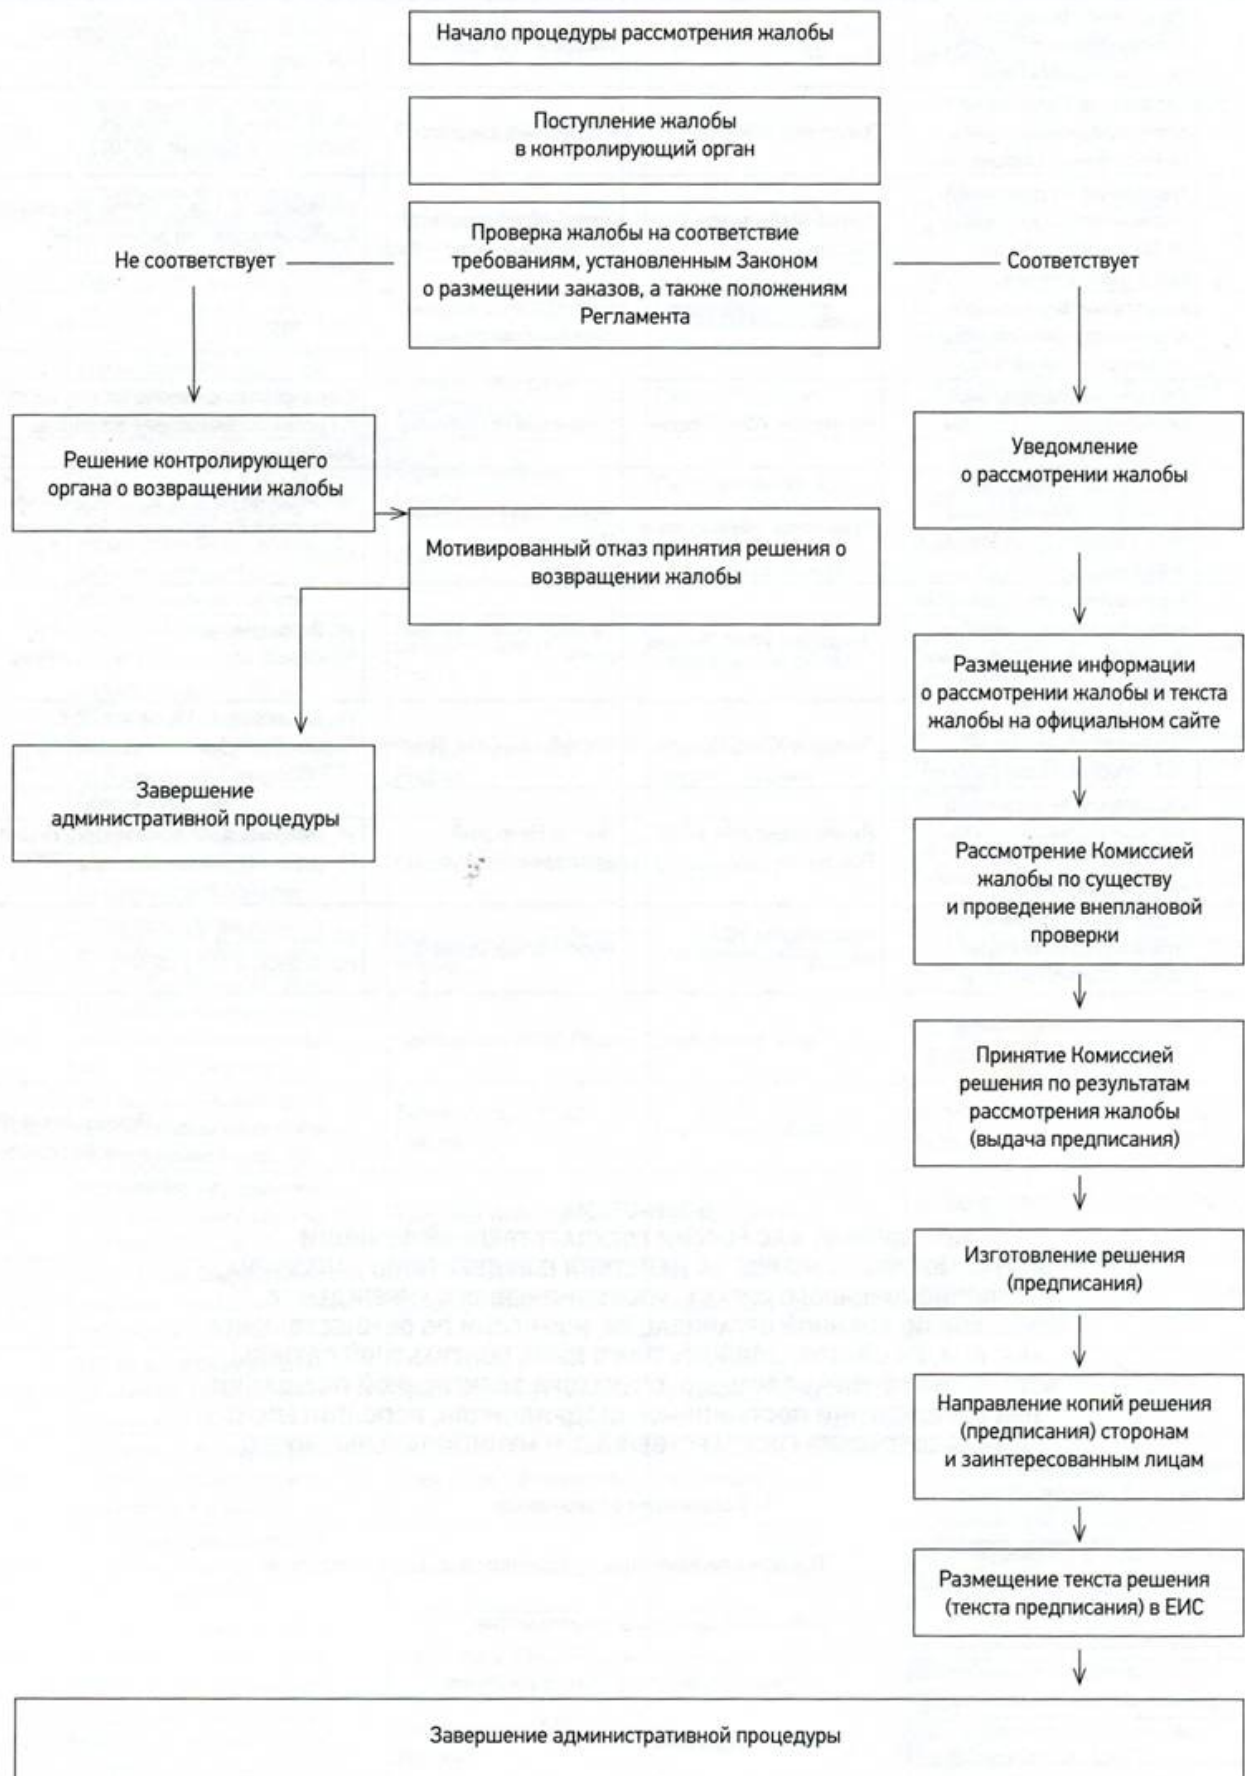 Начало процедуры рассмотрения жалобы
Поступление жалобы
в контролирующий орган
Проверка жалобы на соответствие
требованиям, установленным Законом
о размещении заказов, а также положениям
Регламента
Не соответствует
Соответствует
Решение контролирующего
органа о возвращении жалобы
Мотивированный отказ принятия решения о
возвращении жалобы
Завершение
административной процедуры
Уведомление
о рассмотрении жалобы
Размещение информации
о рассмотрении жалобы и текста
жалобы на официальном сайте
Рассмотрение Комиссией
жалобы по существу
и проведение внеплановой
проверки
Принятие Комиссией
решения по результатам
рассмотрения жалобы
(выдача предписания)
Изготовление решения
(предписания)
Направление копий решения
(предписания) сторонам
и заинтересованным лицам
Размещение текста решения
(текста предписания) в ЕИС
Завершение административной процедуры